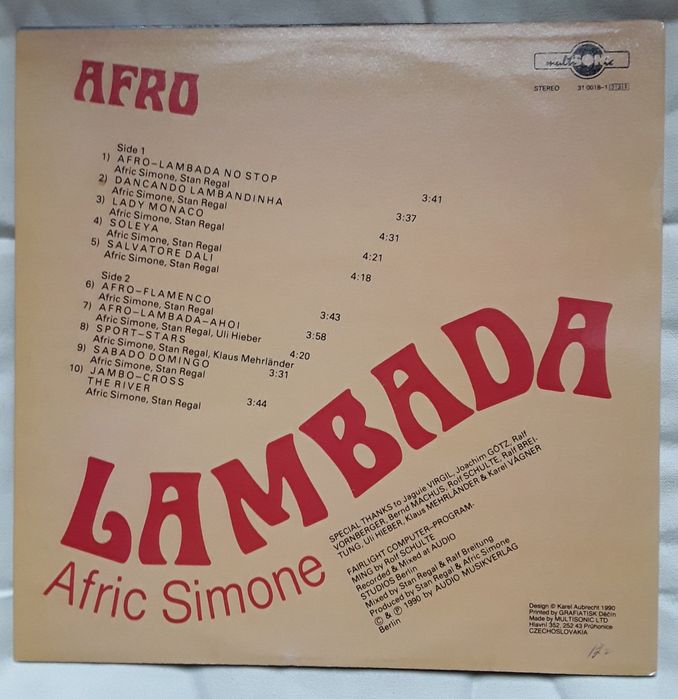 AFRO
multiSONic
STEREO 31 0018-1 311
Side 1
1) AFRO-LAMBADA NO STOP
Afric Simone, Stan Regal
3:41
2) DANCANDO LAMBANDINHA
Afric Simone, Stan Regal
3:37
3) LADY MONACO
Afric Simone, Stan Regal
4:31
4) SOLEYA
Afric Simone, Stan Regal
4:21
5) SALVATORE DALI
Afric Simone, Stan Regal
4:18
Side 2
6) AFRO-FLAMENCO
Afric Simone, Stan Regal
3:43
7) AFRO-LAMBADA-AHOI
Afric Simone, Stan Regal, Uli Hieber
3:58
8) SPORT-STARS
Afric Simone, Stan Regal, Klaus Mehrländer
4:20
9) SABADO DOMINGO
Afric Simone, Stan Regal
3:31
10) JAMBO-CROSS
THE RIVER
Afric Simone, Stan Regal
3:44
LAMBADA
Afric Simone
SPECIAL THANKS to Jaguie VIRGIL, Joachim GÖTZ, Ralf
VORNBERGER, Bernd MACHUS, Rolf SCHULTE, Ralf BREI-
TUNG, Uli HIEBER, Klaus MEHRLÄNDER & Karel VÁGNER
FAIRLIGHT COMPUTER-PROGRAM-
MING by Rolf SCHULTE
Recorded & Mixed at AUDIO
STUDIOS Berlin
Mixed by Stan Regal & Ralf Breitung
Produced by Stan Regal & Afric Simone
© & ℗ 1990 by AUDIO MUSIKVERLAG
Berlin
Design © Karel Aubrecht 1990
Printed by GRAFIATISK Děčín
Made by MULTISONIC LTD
Hlavní 352, 252 43 Průhonice
CZECHOSLOVAKIA